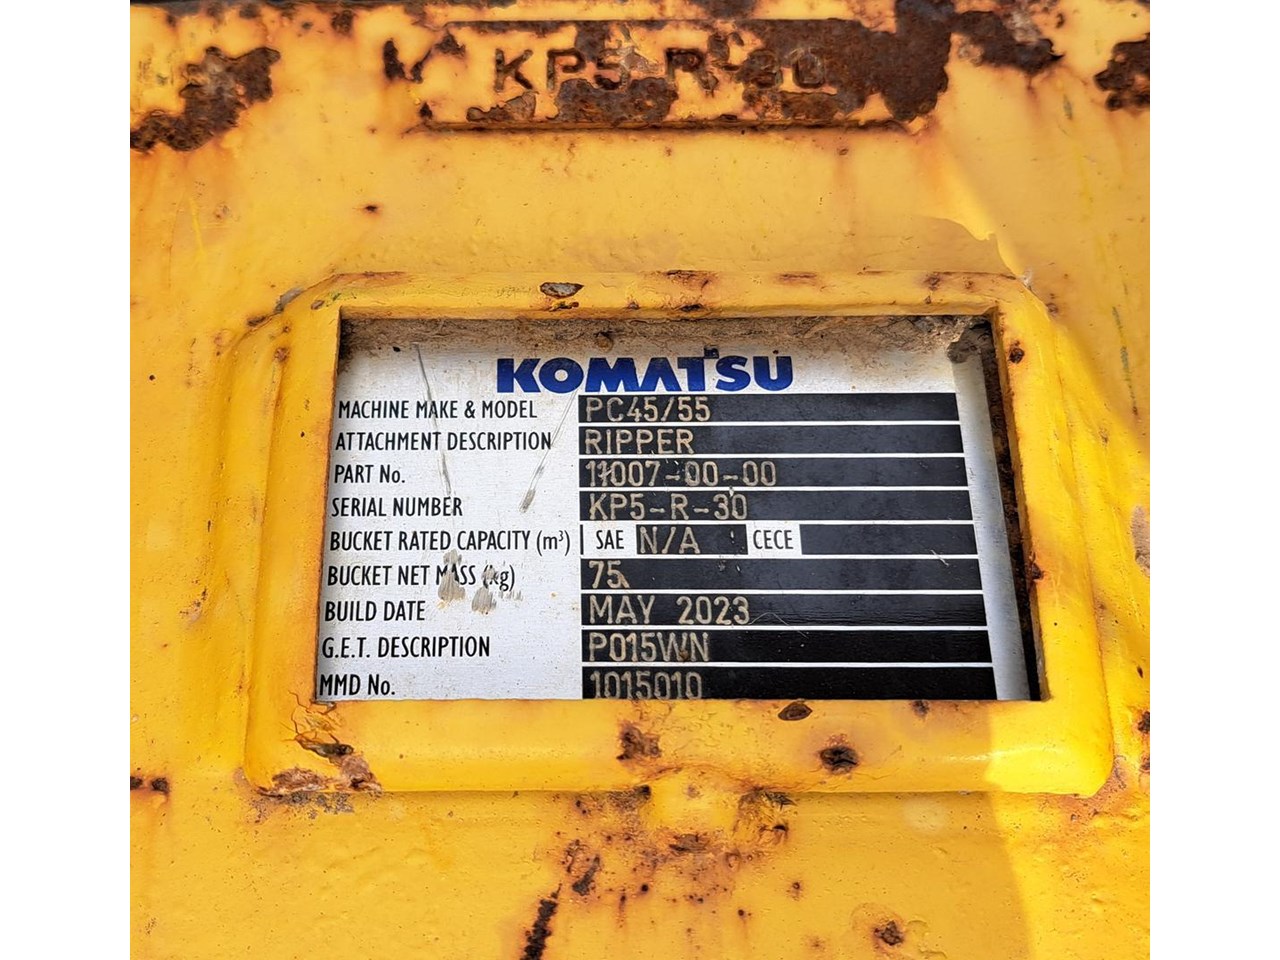 KP5-R-30
KOMATSU
MACHINE MAKE & MODEL PC45/55
ATTACHMENT DESCRIPTION RIPPER
PART No. 11007-00-00
SERIAL NUMBER KP5-R-30
BUCKET RATED CAPACITY (m³) SAE N/A CECE
BUCKET NET MASS (kg) 75
BUILD DATE MAY 2023
G.E.T. DESCRIPTION P015WN
MMD No. 1015010